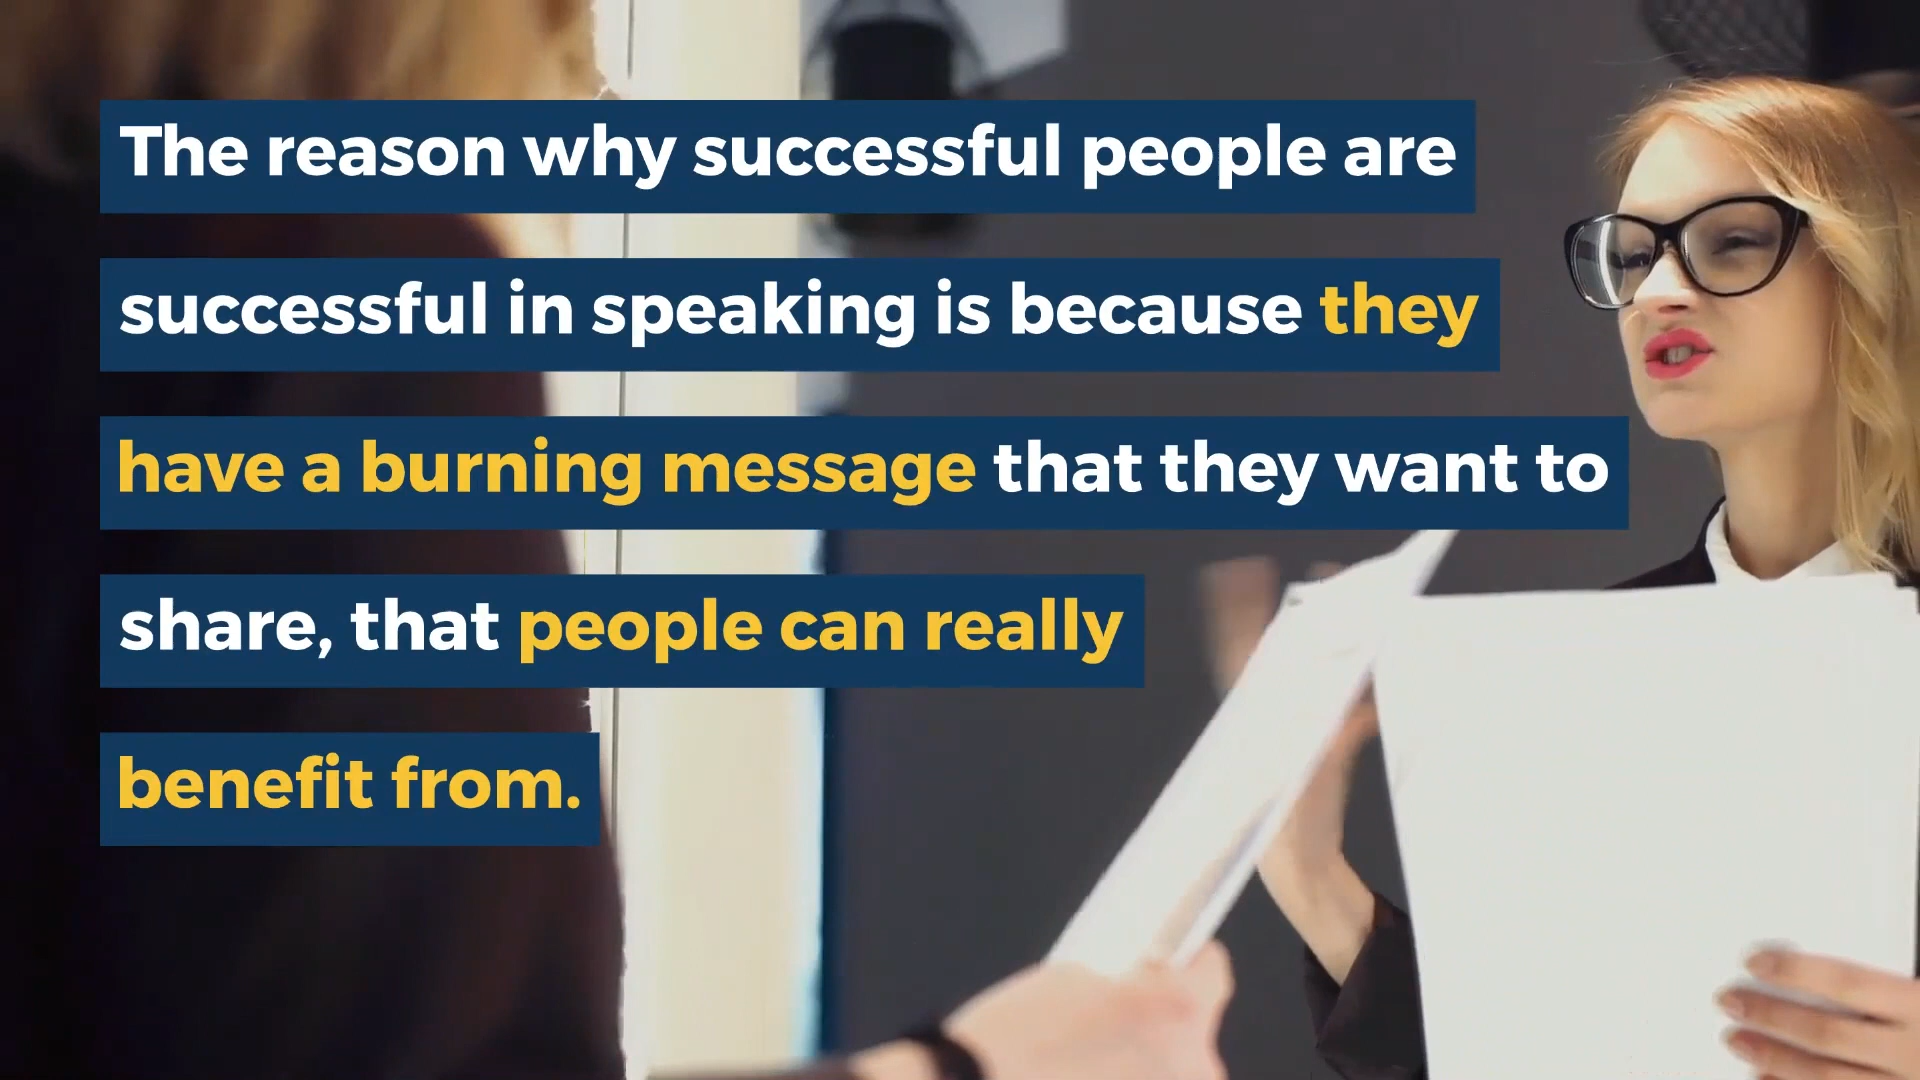 The reason why successful people are
successful in speaking is because they
have a burning message that they want to
share, that people can really
benefit from.